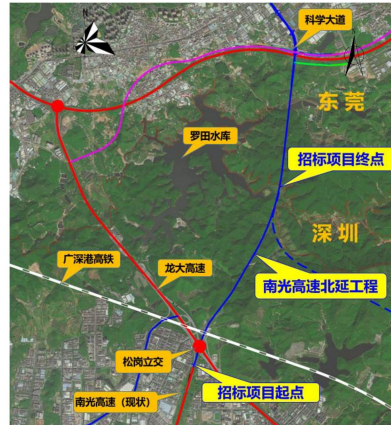 科学大道
东莞
罗田水库
招标项目终点
深圳
广深港高铁
龙大高速
南光高速北延工程
松岗立交
招标项目起点
南光高速（现状）